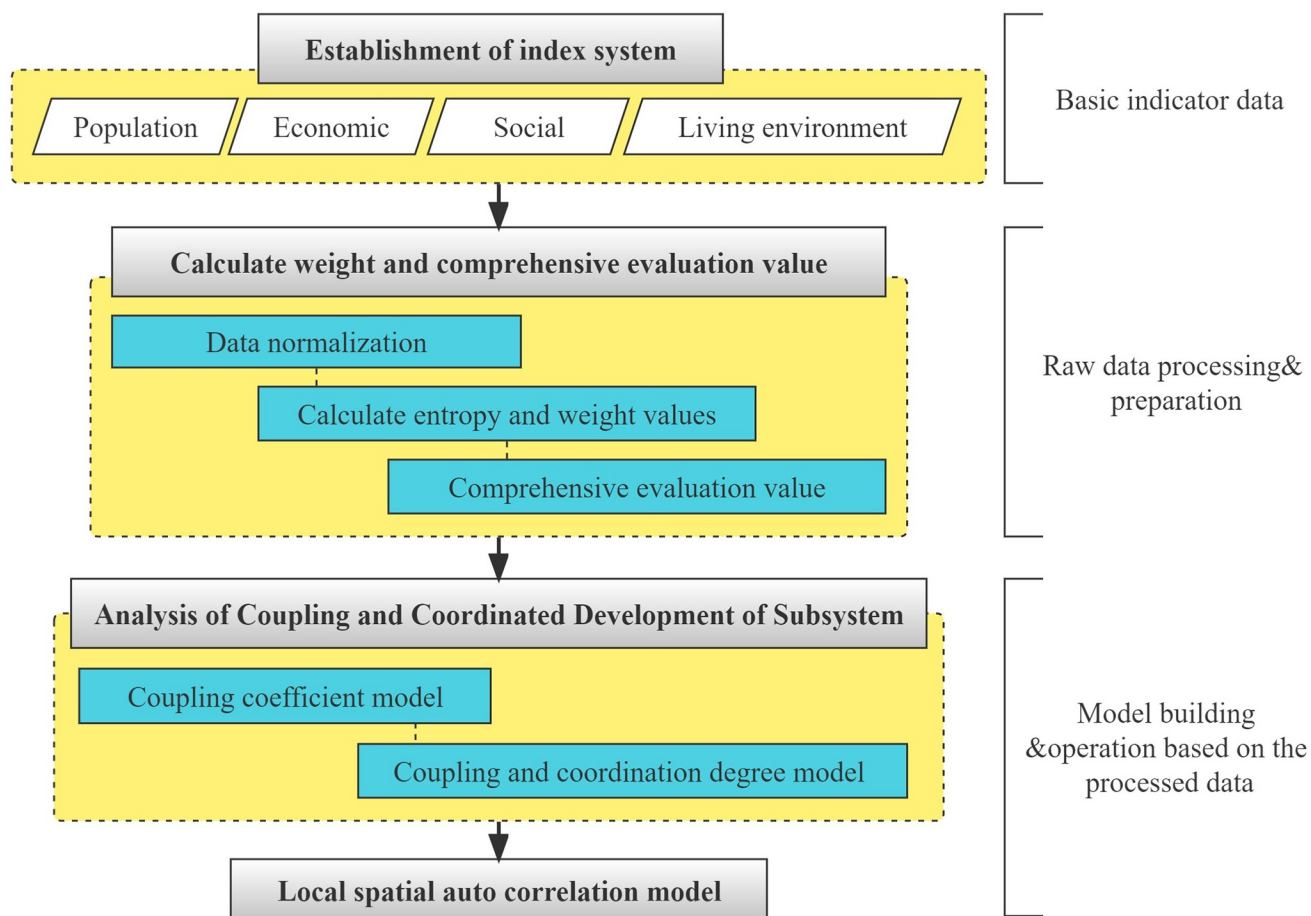 Establishment of index system
Population
Economic
Social
Living environment
Basic indicator data
Calculate weight and comprehensive evaluation value
Data normalization
Calculate entropy and weight values
Comprehensive evaluation value
Raw data processing&
preparation
Analysis of Coupling and Coordinated Development of Subsystem
Coupling coefficient model
Coupling and coordination degree model
Model building
&operation based on the
processed data
Local spatial auto correlation model